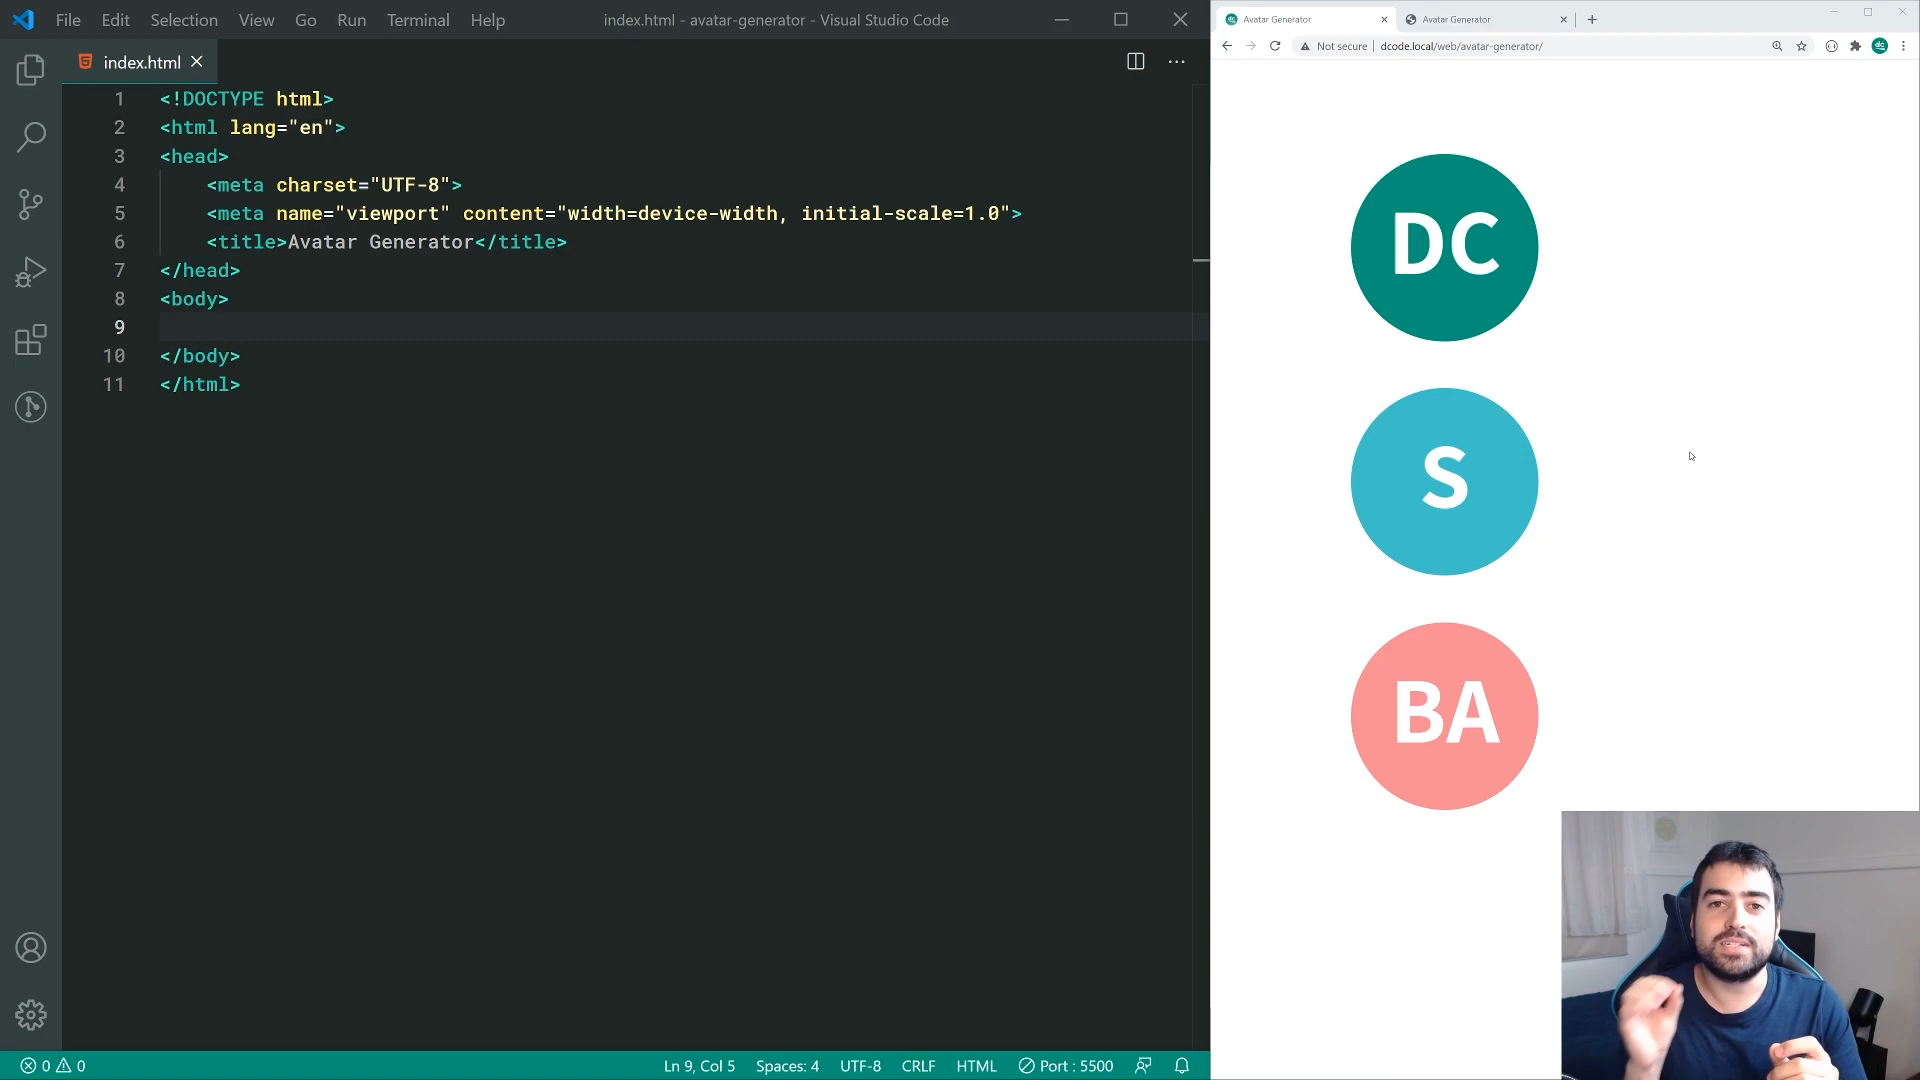 File Edit Selection View Go Run Terminal Help
index.html - avatar-generator - Visual Studio Code
index.html
1 <!DOCTYPE html>
2 <html lang="en">
3 <head>
4 <meta charset="UTF-8">
5 <meta name="viewport" content="width=device-width, initial-scale=1.0">
6 <title>Avatar Generator</title>
7 </head>
8 <body>
9
10 </body>
11 </html>
0 0
Ln 9, Col 5 Spaces: 4 UTF-8 CRLF HTML Port : 5500
dc Avatar Generator
Avatar Generator
Not secure dcode.local/web/avatar-generator/
dc
DC
S
BA